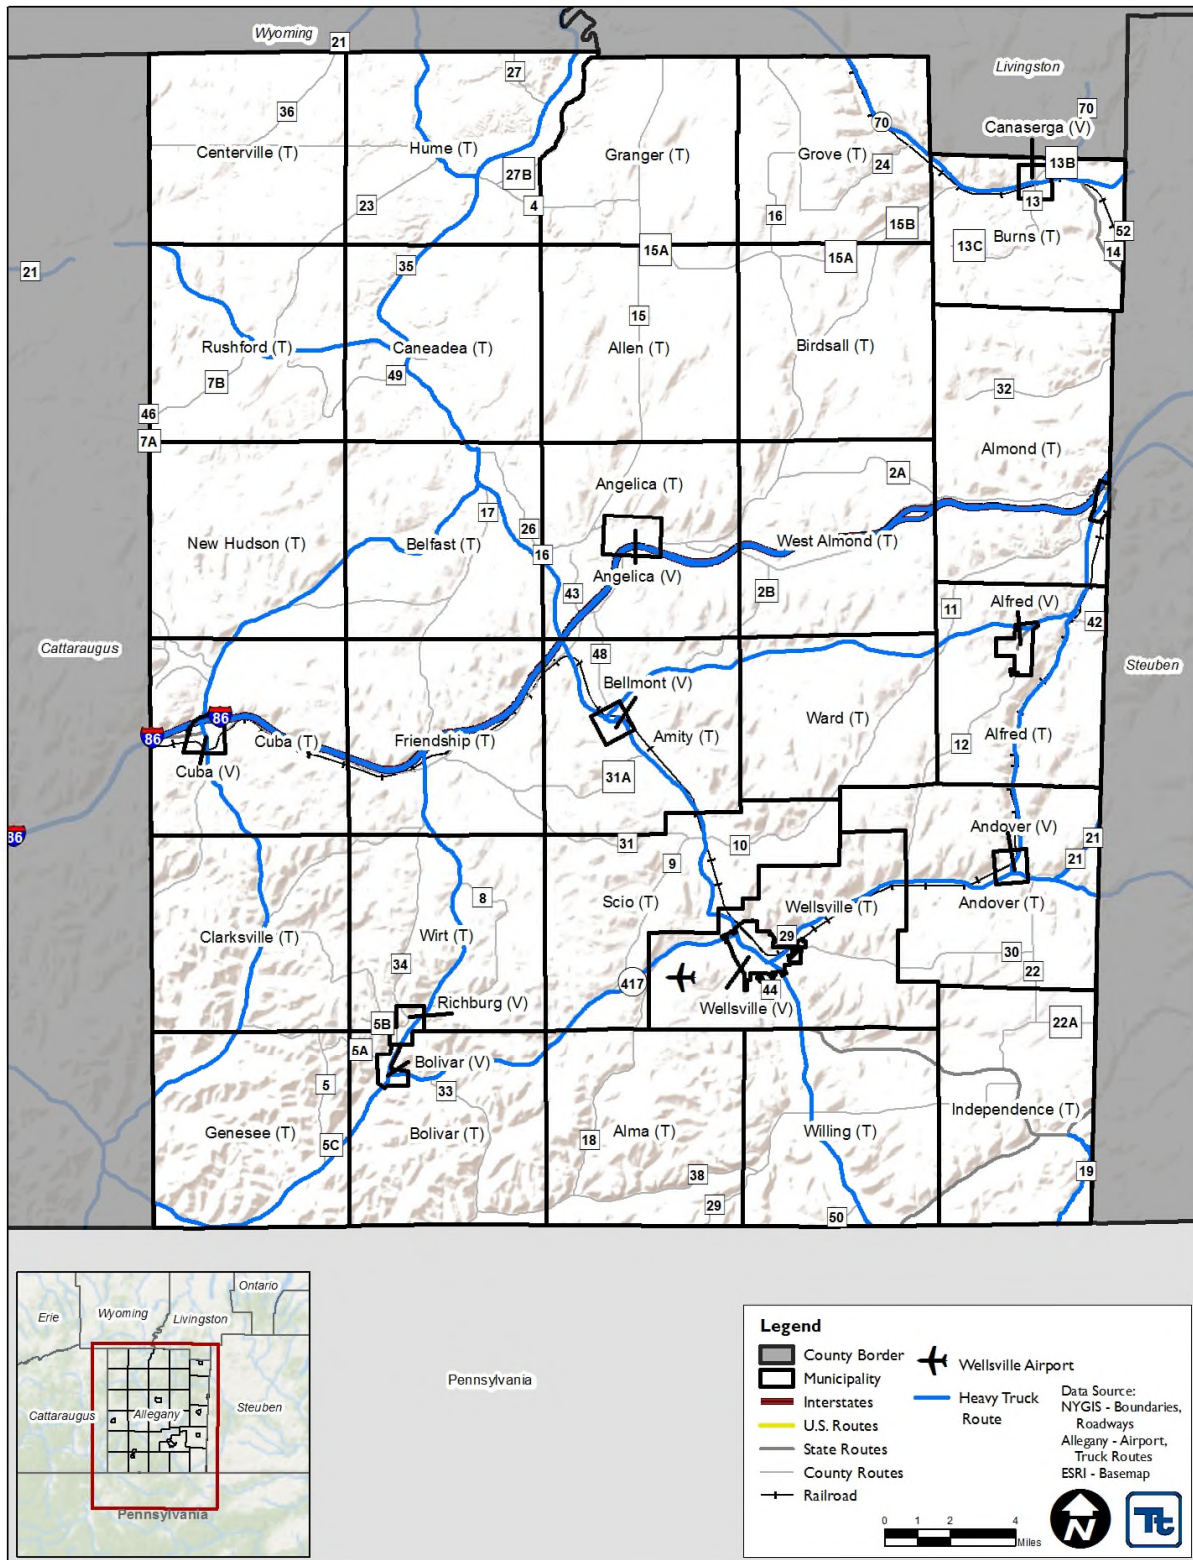 Wyoming
21
Livingston
27
70
36
Canaserga (V)
70
Hume (T)
Centerville (T)
Granger (T)
Grove (T)
13B
24
27B
23
4
13
16
15B
52
Burns (T)
13C
14
15A
15A
35
21
15
Rushford (T)
Caneadea (T)
Allen (T)
Birdsall (T)
49
7B
32
46
7A
Almond (T)
2A
Angelica (T)
17
26
New Hudson (T)
Belfast (T)
West Almond (T)
16
Angelica (V)
43
2B
11
Alfred (V)
42
Cattaraugus
48
Steuben
Bellmont (V)
86
Ward (T)
86
Cuba (T)
Friendship (T)
Amity (T)
Alfred (T)
12
Cuba (V)
31A
Andover (V)
86
21
31
10
9
21
8
Scio (T)
Wellsville (T)
Andover (T)
Clarksville (T)
Wirt (T)
29
30
34
22
417
44
Richburg (V)
Wellsville (V)
5B
22A
5A
Bolivar (V)
5
33
Independence (T)
Genesee (T)
Bolivar (T)
Alma (T)
Willing (T)
18
5C
38
19
29
50
Ontario
Erie
Wyoming
Livingston
Cattaraugus
Allegany
Steuben
Pennsylvania
Pennsylvania
Legend
County Border
Municipality
Interstates
U.S. Routes
State Routes
County Routes
Railroad
Wellsville Airport
Heavy Truck
Route
Data Source:
NYGIS - Boundaries,
Roadways
Allegany - Airport,
Truck Routes
ESRI - Basemap
0 1 2 4
Miles
N
Tt